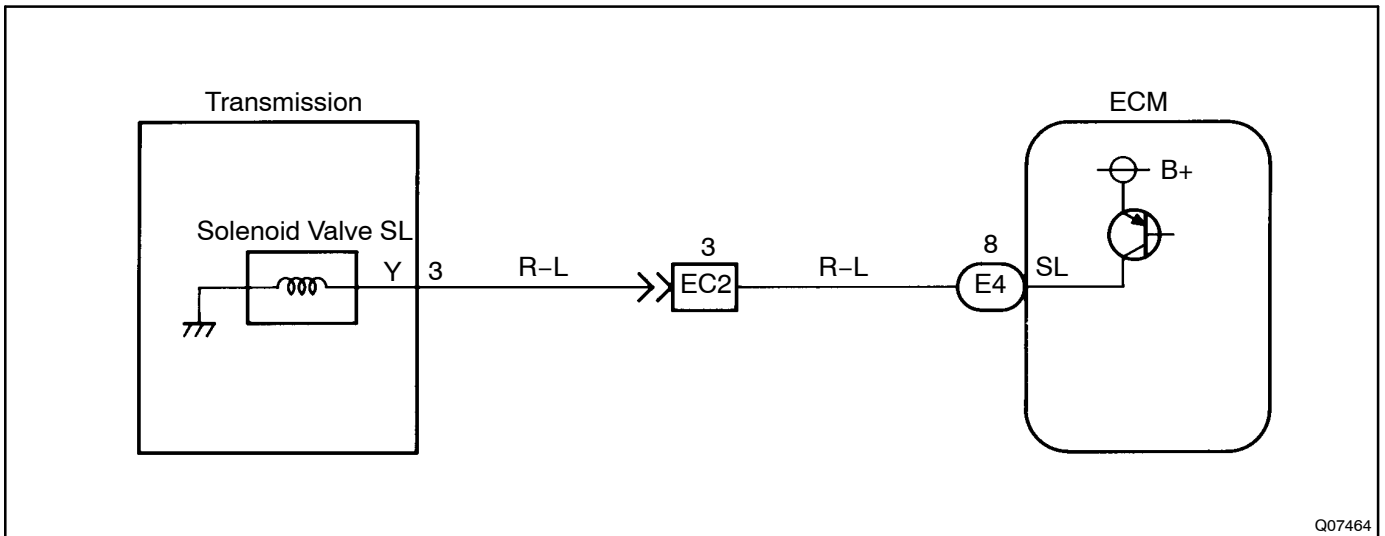 Transmission
ECM
B+
Solenoid Valve SL
Y
3
R−L
3
EC2
R−L
8
E4
SL
Q07464